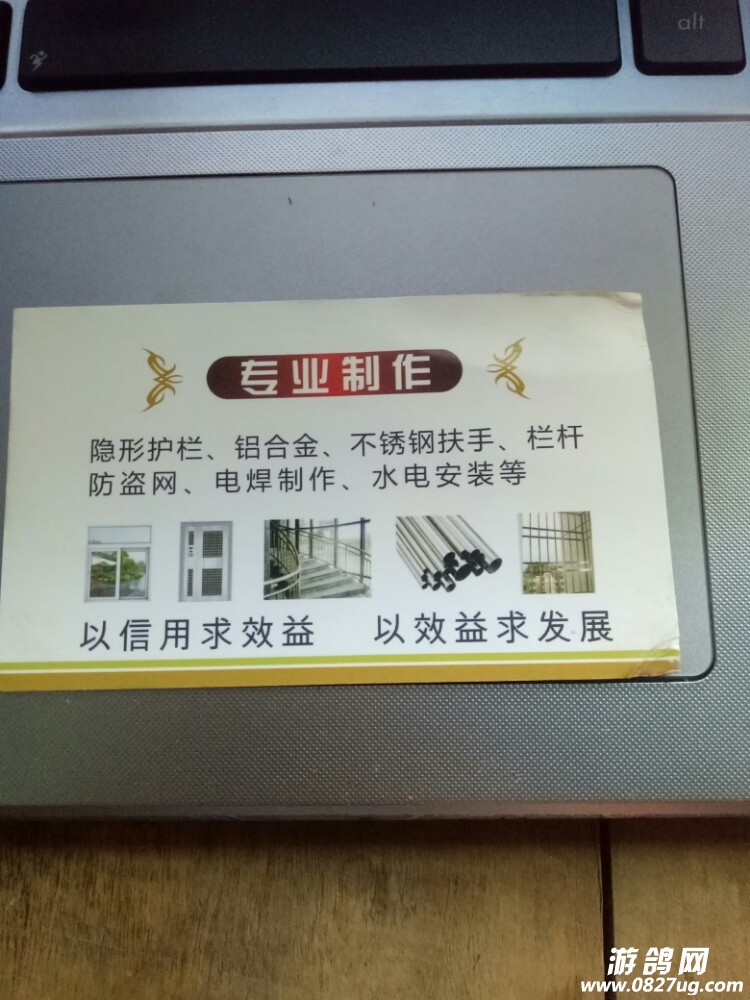 alt
专业制作
隐形护栏、铝合金、不锈钢扶手、栏杆
防盗网、电焊制作、水电安装等
以信用求效益 以效益求发展
游鸽网
www.0827ug.com